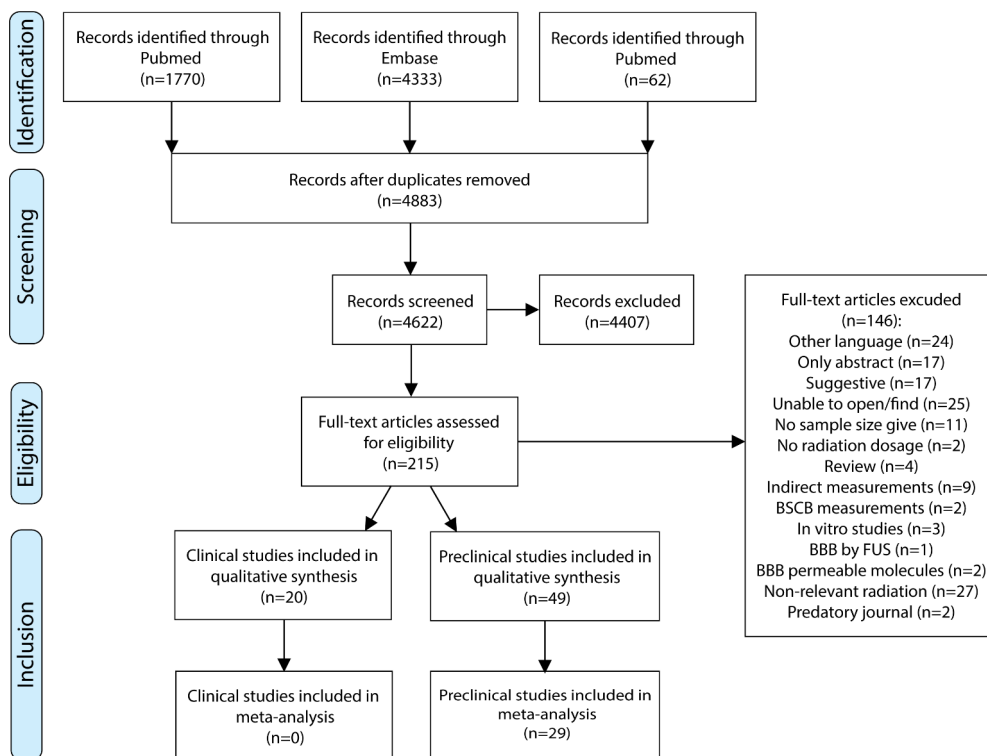 Identification
Records identified through
Pubmed
(n=1770)
Records identified through
Embase
(n=4333)
Records identified through
Pubmed
(n=62)
Records after duplicates removed
(n=4883)
Screening
Records screened
(n=4622)
Records excluded
(n=4407)
Full-text articles excuded
(n=146):
Other language (n=24)
Only abstract (n=17)
Suggestive (n=17)
Unable to open/find (n=25)
No sample size give (n=11)
No radiation dosage (n=2)
Review (n=4)
Indirect measurements (n=9)
BSCB measurements (n=2)
In vitro studies (n=3)
BBB by FUS (n=1)
BBB permeable molecules (n=2)
Non-relevant radiation (n=27)
Predatory journal (n=2)
Eligibility
Full-text articles assessed
for eligibility
(n=215)
Inclusion
Clinical studies included in
qualitative synthesis
(n=20)
Preclinical studies included in
qualitative synthesis
(n=49)
Clinical studies included in
meta-analysis
(n=0)
Preclinical studies included in
meta-analysis
(n=29)